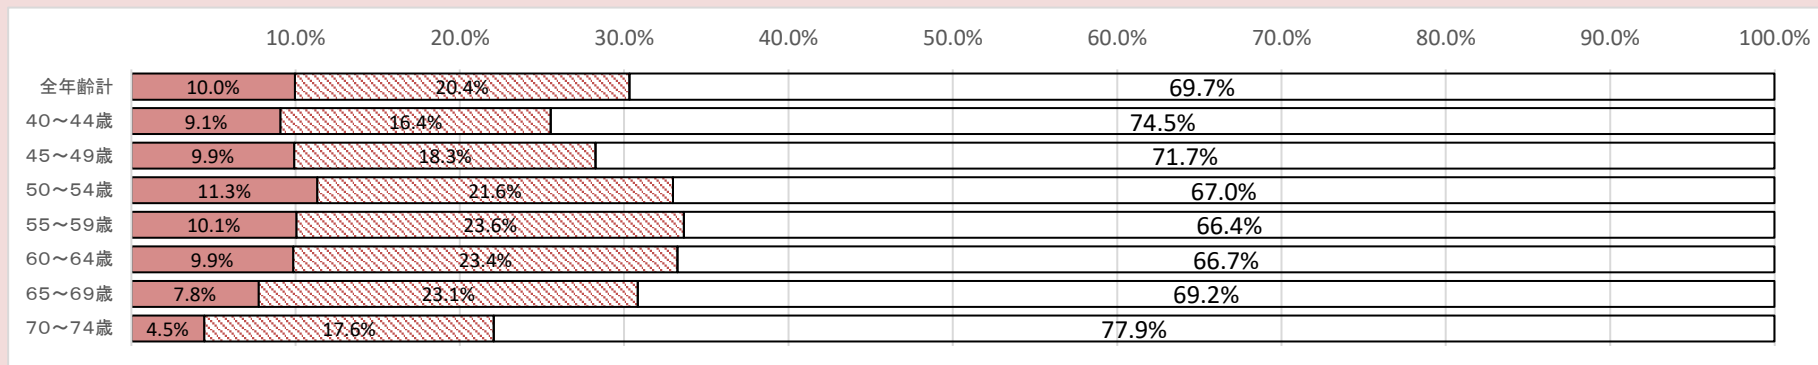 10.0% 20.0% 30.0% 40.0% 50.0% 60.0% 70.0% 80.0% 90.0% 100.0%
全年齢計 10.0% 20.4% 69.7%
40～44歳 9.1% 16.4% 74.5%
45～49歳 9.9% 18.3% 71.7%
50～54歳 11.3% 21.6% 67.0%
55～59歳 10.1% 23.6% 66.4%
60～64歳 9.9% 23.4% 66.7%
65～69歳 7.8% 23.1% 69.2%
70～74歳 4.5% 17.6% 77.9%